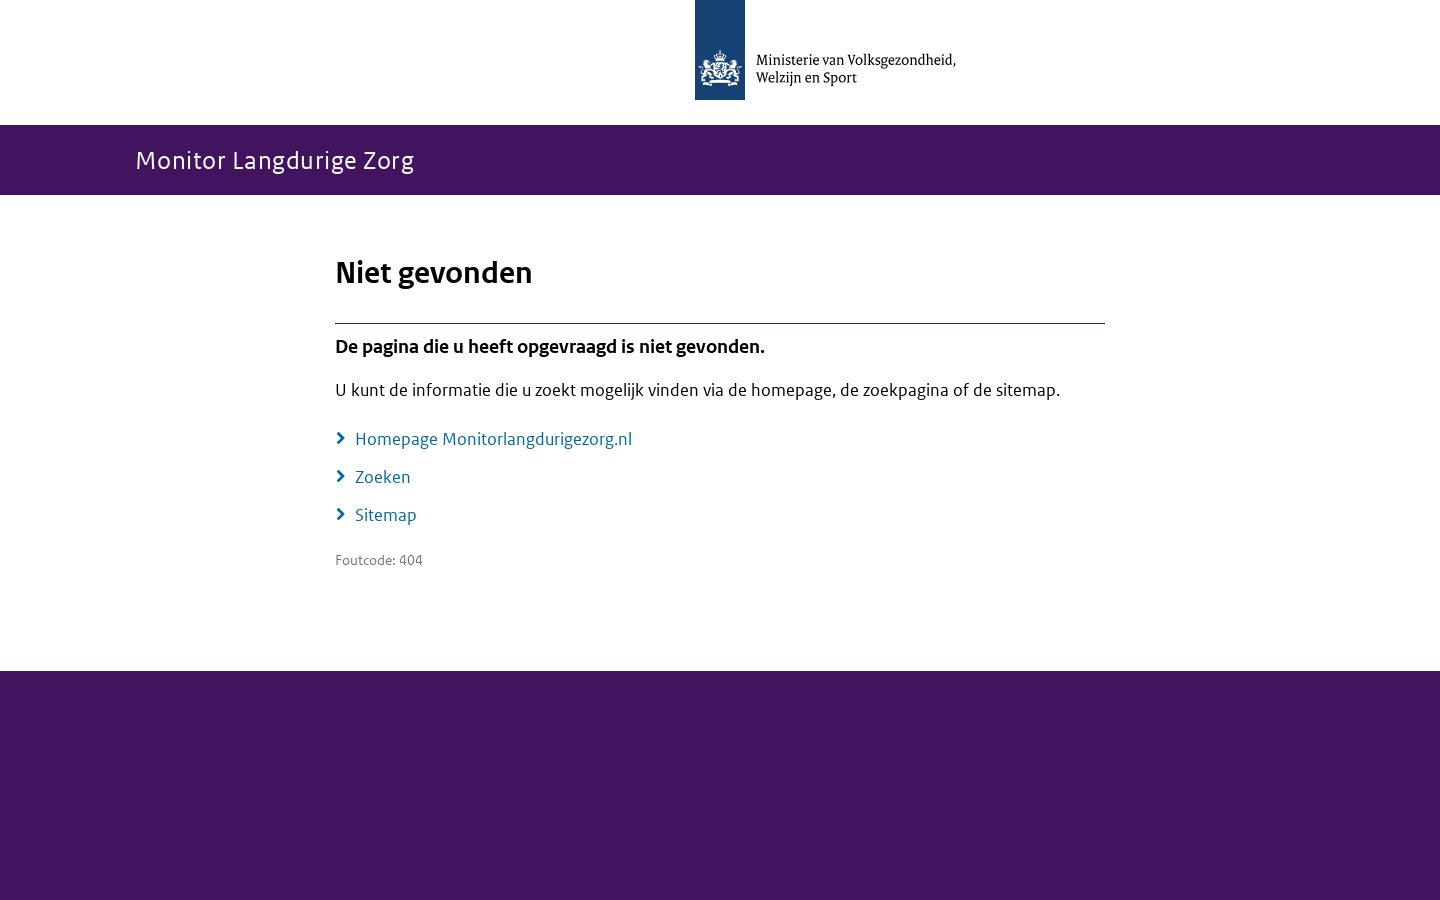 Ministerie van Volksgezondheid,
Welzijn en Sport
Monitor Langdurige Zorg
Niet gevonden
De pagina die u heeft opgevraagd is niet gevonden.
U kunt de informatie die u zoekt mogelijk vinden via de homepage, de zoekpagina of de sitemap.
Homepage Monitorlangdurigezorg.nl
Zoeken
Sitemap
Foutcode: 404